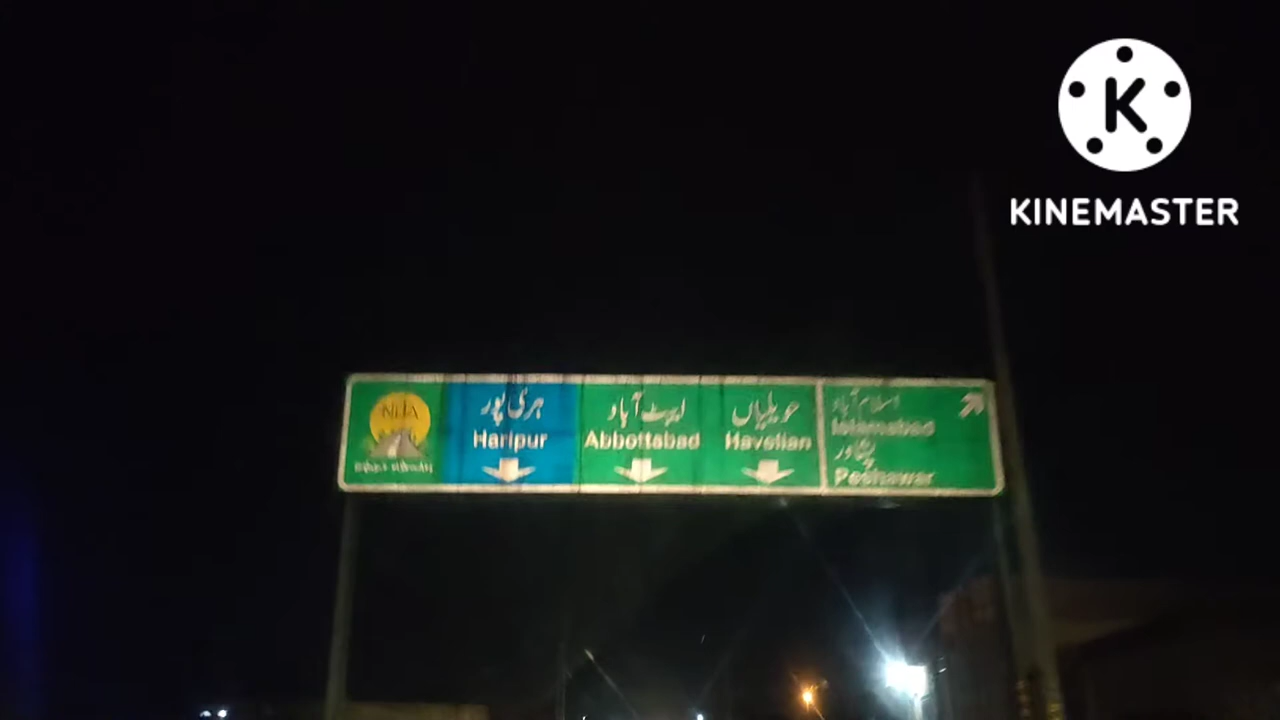 K
KINEMASTER
NHA
ہری پور
Haripur
ایبٹ آباد
Abbottabad
حویلیاں
Havelian
اسلام آباد
Islamabad
پشاور
Peshawar